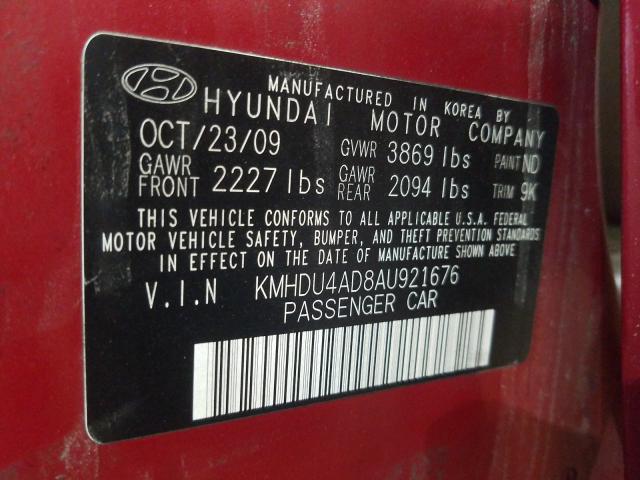 MANUFACTURED IN KOREA BY
HYUNDAI MOTOR COMPANY
OCT/23/09 GVWR 3869 lbs PAINT ND
GAWR FRONT 2227 lbs GAWR REAR 2094 lbs TRIM 9K
THIS VEHICLE CONFORMS TO ALL APPLICABLE U.S.A. FEDERAL
MOTOR VEHICLE SAFETY, BUMPER, AND THEFT PREVENTION STANDARDS
IN EFFECT ON THE DATE OF MANUFACTURE SHOWN ABOVE.
V.I.N KMHDU4AD8AU921676
PASSENGER CAR